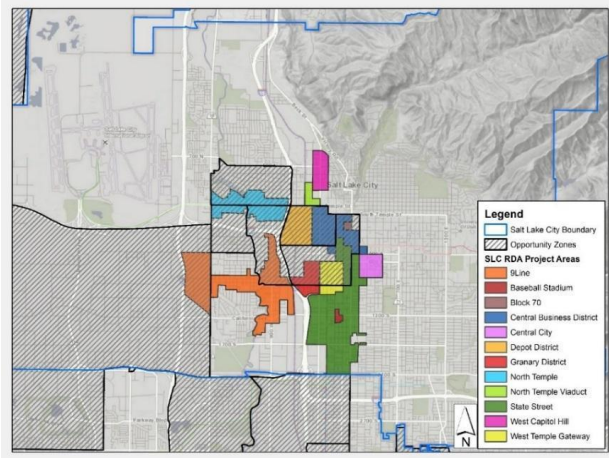 Salt Lake City
Legend
Salt Lake City Boundary
Opportunity Zones
SLC RDA Project Areas
9Line
Baseball Stadium
Block 70
Central Business District
Central City
Depot District
Granary District
North Temple
North Temple Viaduct
State Street
West Capitol Hill
West Temple Gateway
N